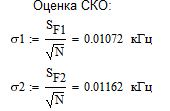 Оценка СКО:
σ1 := S_F1 / √N = 0.01072 кГц
σ2 := S_F2 / √N = 0.01162 кГц